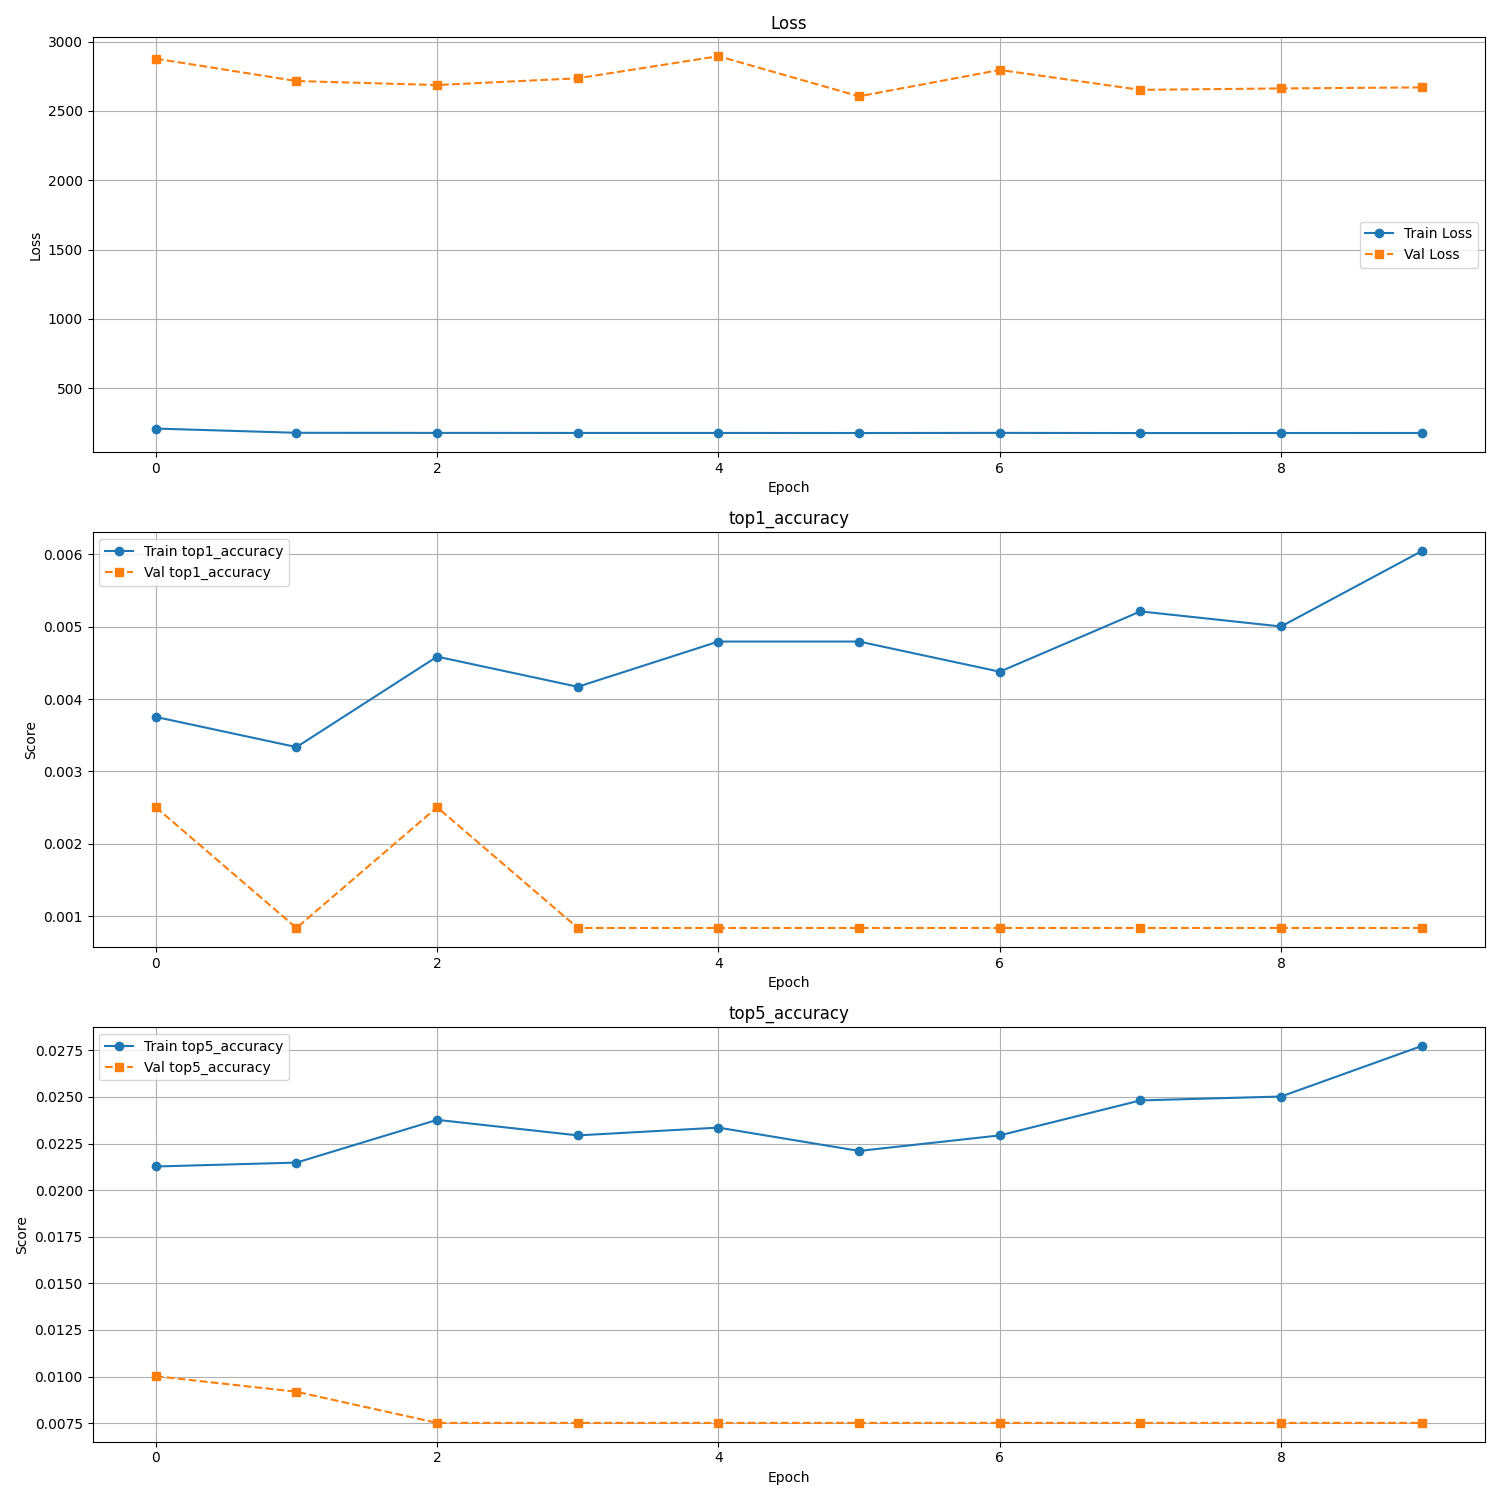 Loss
3000
2500
2000
1500
1000
500
Loss
Train Loss
Val Loss
0 2 4 6 8
Epoch
top1_accuracy
Train top1_accuracy
Val top1_accuracy
0.006
0.005
0.004
0.003
0.002
0.001
Score
0 2 4 6 8
Epoch
top5_accuracy
Train top5_accuracy
Val top5_accuracy
0.0275
0.0250
0.0225
0.0200
0.0175
0.0150
0.0125
0.0100
0.0075
Score
0 2 4 6 8
Epoch